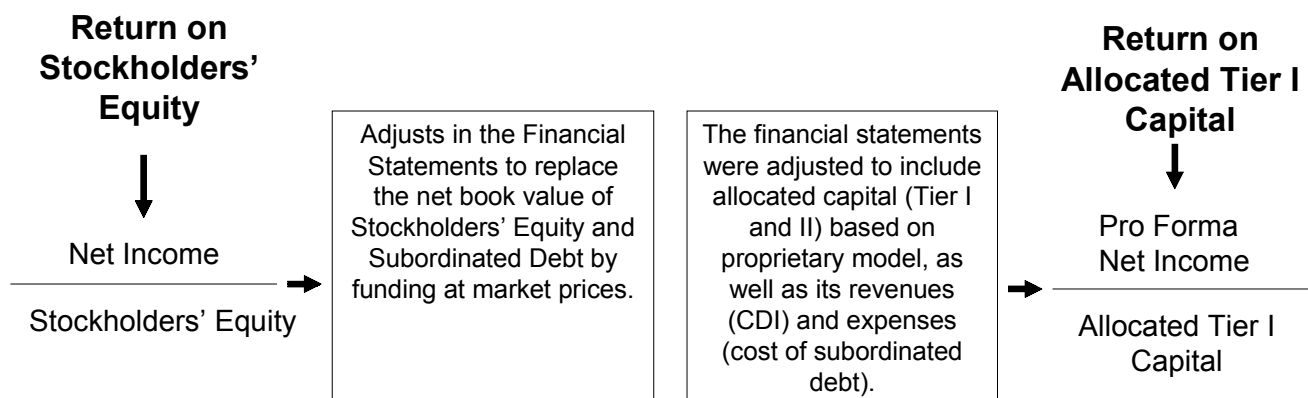 Return on
Stockholders’
Equity
Net Income
Stockholders’ Equity
Adjusts in the Financial
Statements to replace
the net book value of
Stockholders’ Equity and
Subordinated Debt by
funding at market prices.
The financial statements
were adjusted to include
allocated capital (Tier I
and II) based on
proprietary model, as
well as its revenues
(CDI) and expenses
(cost of subordinated
debt).
Return on
Allocated Tier I
Capital
Pro Forma
Net Income
Allocated Tier I
Capital